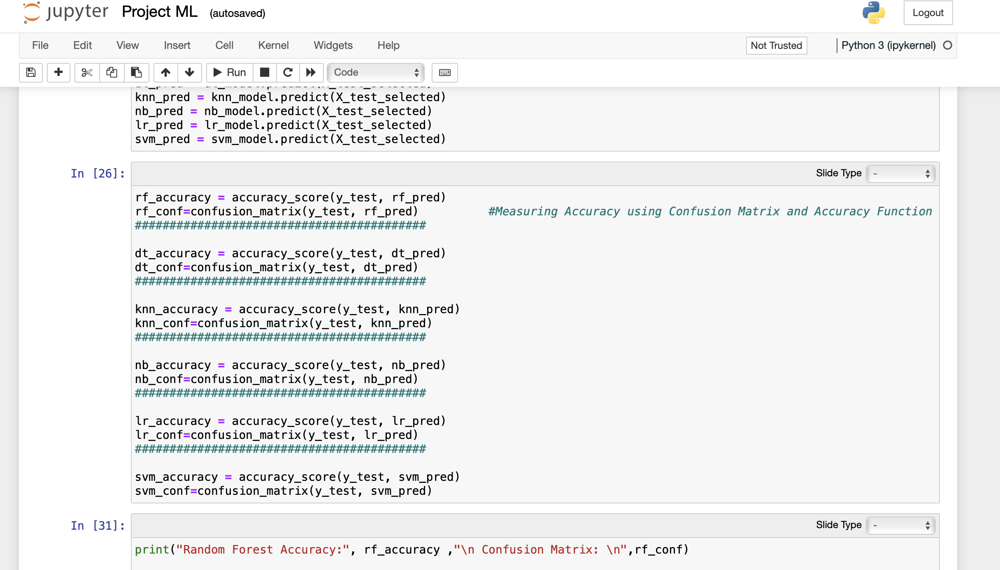 jupyter Project ML (autosaved) Logout
File Edit View Insert Cell Kernel Widgets Help Not Trusted Python 3 (ipykernel)
Run Code
knn_pred = knn_model.predict(X_test_selected)
nb_pred = nb_model.predict(X_test_selected)
lr_pred = lr_model.predict(X_test_selected)
svm_pred = svm_model.predict(X_test_selected)
In [26]: Slide Type -
rf_accuracy = accuracy_score(y_test, rf_pred)
rf_conf=confusion_matrix(y_test, rf_pred) #Measuring Accuracy using Confusion Matrix and Accuracy Function
##########################################
dt_accuracy = accuracy_score(y_test, dt_pred)
dt_conf=confusion_matrix(y_test, dt_pred)
##########################################
knn_accuracy = accuracy_score(y_test, knn_pred)
knn_conf=confusion_matrix(y_test, knn_pred)
##########################################
nb_accuracy = accuracy_score(y_test, nb_pred)
nb_conf=confusion_matrix(y_test, nb_pred)
##########################################
lr_accuracy = accuracy_score(y_test, lr_pred)
lr_conf=confusion_matrix(y_test, lr_pred)
##########################################
svm_accuracy = accuracy_score(y_test, svm_pred)
svm_conf=confusion_matrix(y_test, svm_pred)
In [31]: Slide Type -
print("Random Forest Accuracy:", rf_accuracy ,"\n Confusion Matrix: \n",rf_conf)